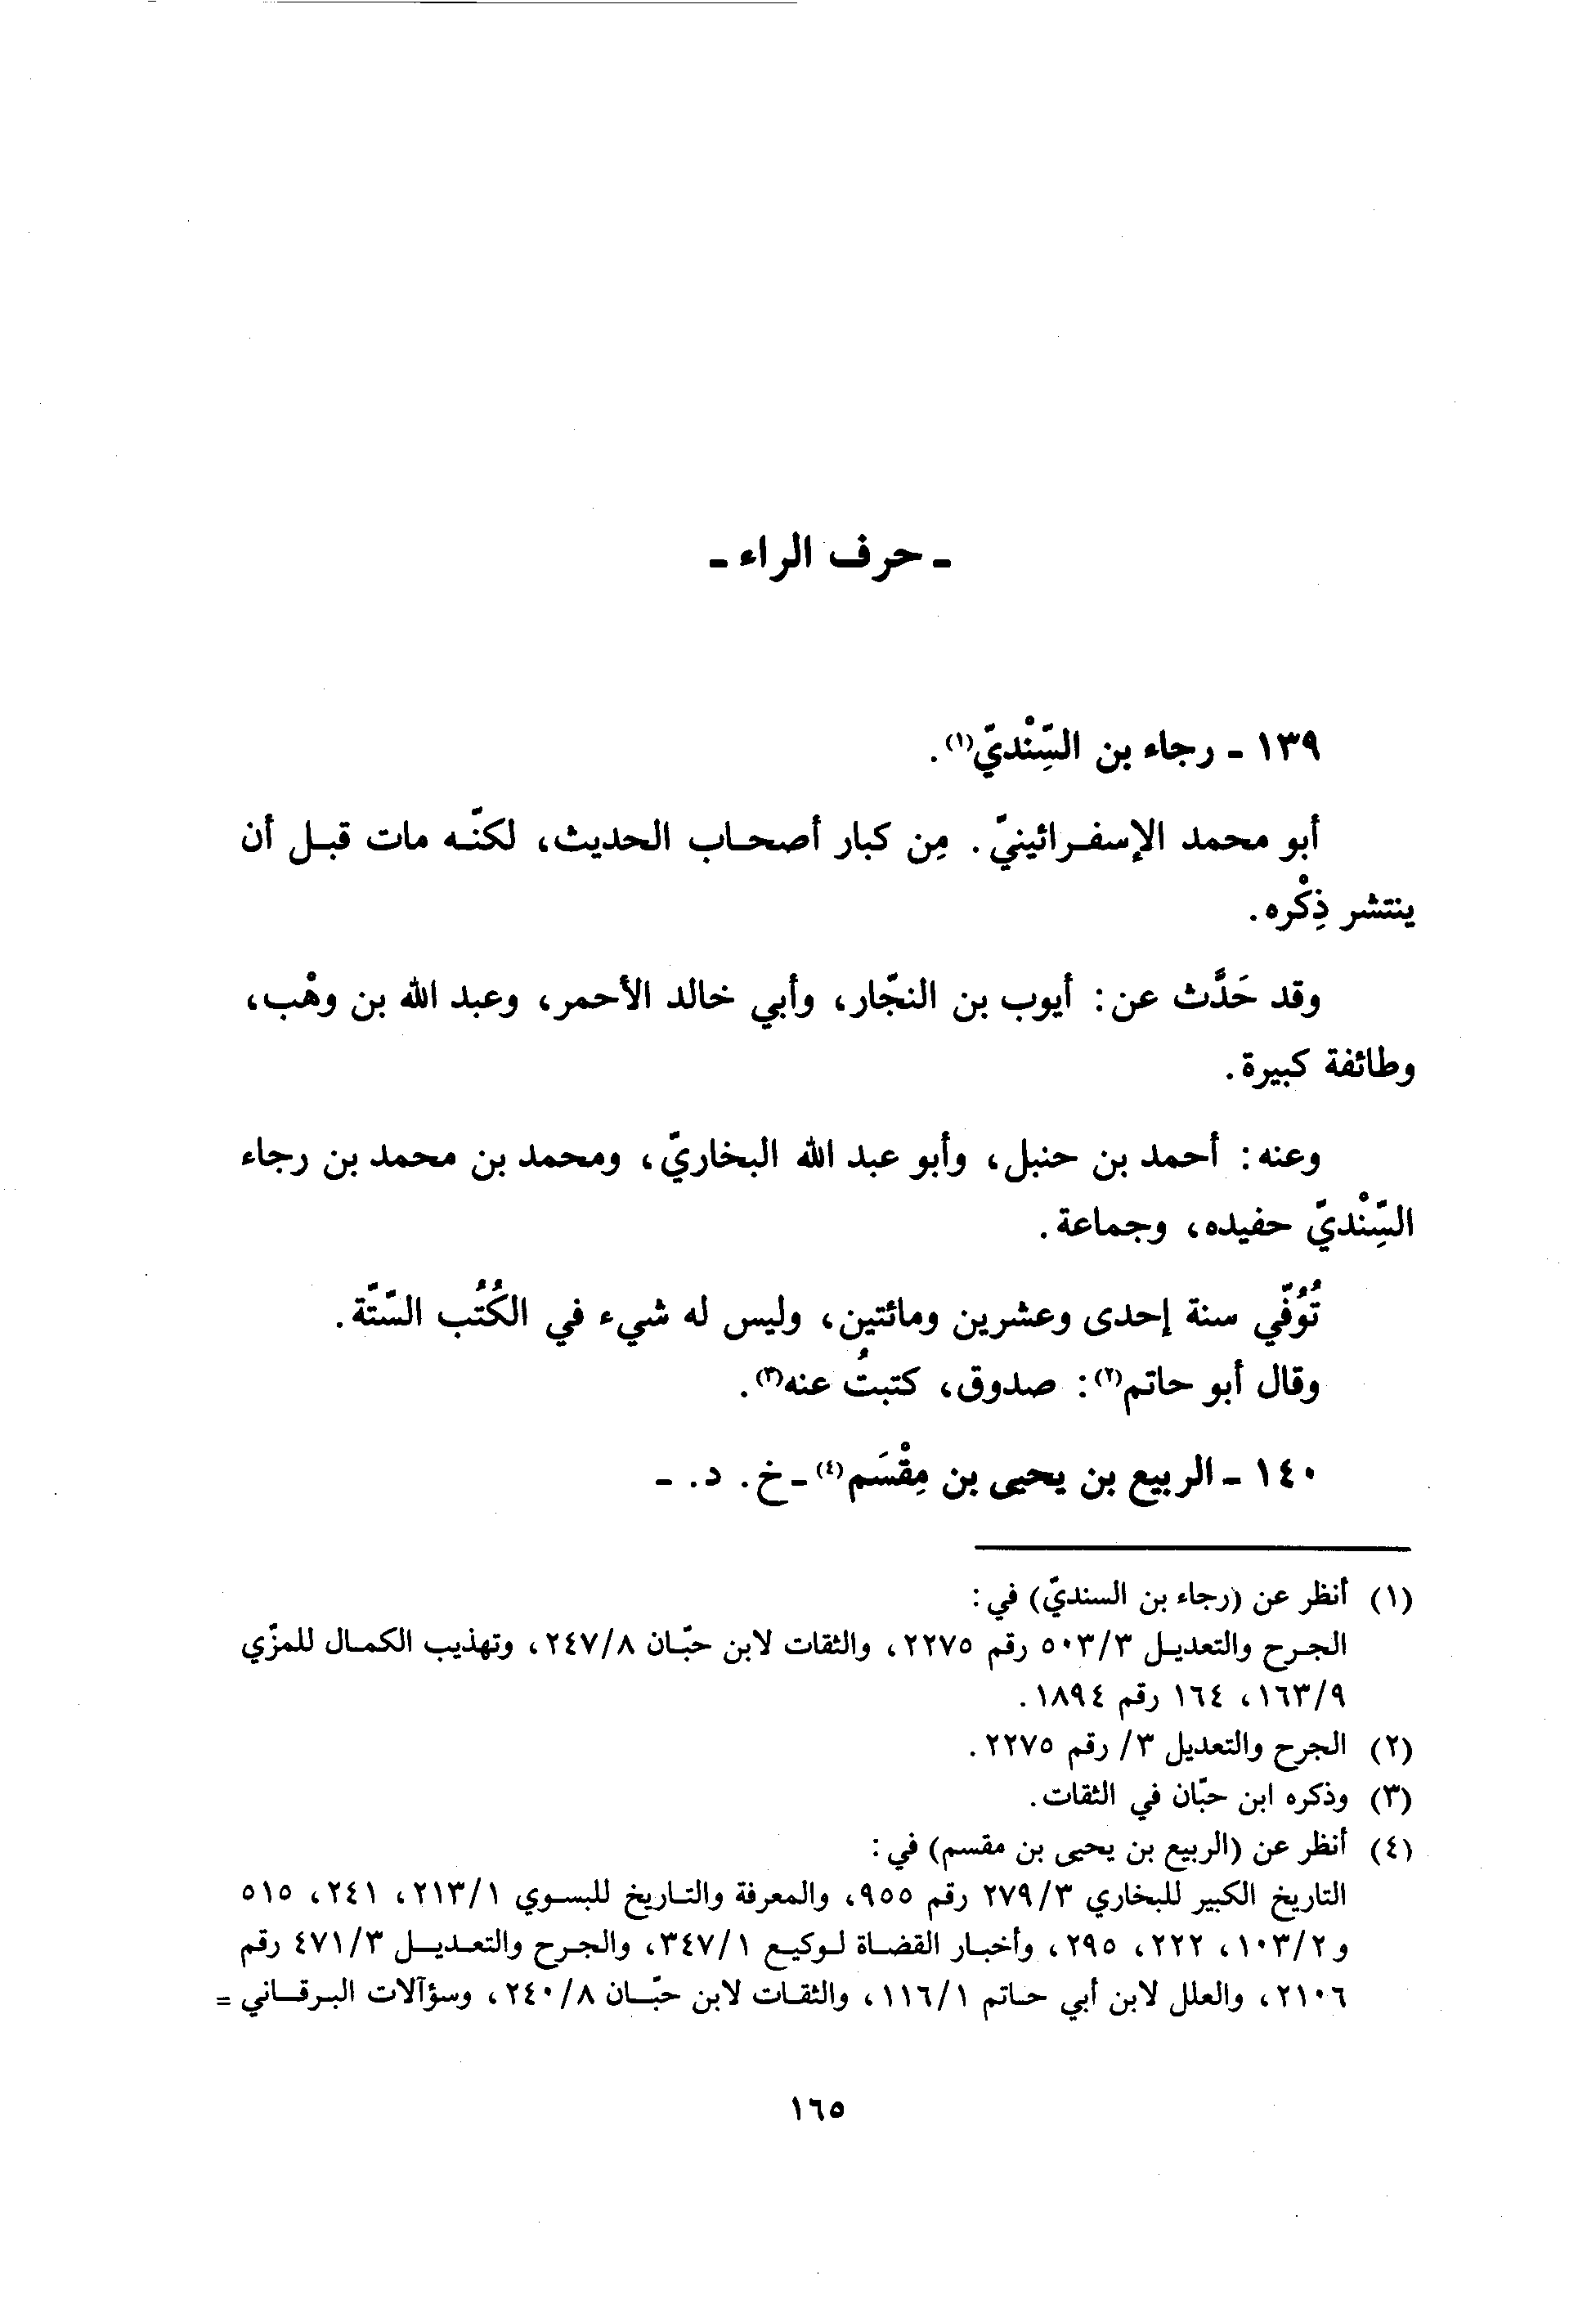 ـ حرف الراء ـ
١٣٩ ـ رجاء بن السِّنْديّ(١).
أبو محمد الإسفرائينيّ. مِن كبار أصحاب الحديث، لكنّه مات قبل أن
ينتشر ذِكْره.
وقد حَدَّث عن: أيوب بن النجّار، وأبي خالد الأحمر، وعبد الله بن وهْب،
وطائفة كبيرة.
وعنه: أحمد بن حنبل، وأبو عبد الله البخاريّ، ومحمد بن محمد بن رجاء
السِّنْديّ حفيده، وجماعة.
تُوُفّي سنة إحدى وعشرين ومائتين، وليس له شيء في الكُتُب السّتّة.
وقال أبو حاتم(٢): صدوق، كتبتُ عنه(٣).
١٤٠ ـ الربيع بن يحيى بن مِقْسَم(٤) ـ خ. د. ـ
(١) أنظر عن (رجاء بن السنديّ) في:
الجرح والتعديل ٥٠٣/٣ رقم ٢٢٧٥، والثقات لابن حبّان ٢٤٧/٨، وتهذيب الكمال للمزّي
١٦٣/٩، ١٦٤ رقم ١٨٩٤.
(٢) الجرح والتعديل ٣/ رقم ٢٢٧٥.
(٣) وذكره ابن حبّان في الثقات.
(٤) أنظر عن (الربيع بن يحيى بن مقسم) في:
التاريخ الكبير للبخاري ٢٧٩/٣ رقم ٩٥٥، والمعرفة والتاريخ للبسوي ٢١٣/١، ٢٤١، ٥١٥
و ١٠٣/٢، ٢٢٢، ٢٩٥، وأخبار القضاة لوكيع ٣٤٧/١، والجرح والتعديل ٤٧١/٣ رقم
٢١٠٦، والعلل لابن أبي حاتم ١١٦/١، والثقات لابن حبّان ٢٤٠/٨، وسؤآلات البرقاني =
١٦٥